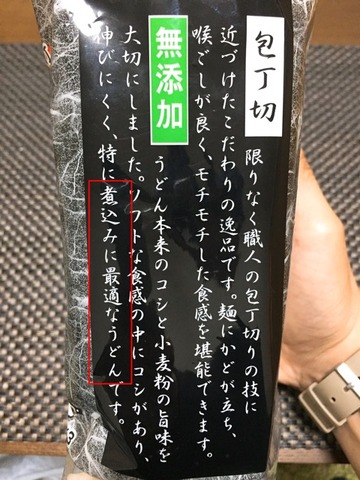 包丁切
限りなく職人の包丁切りの技に
近づけたこだわりの逸品です。麺にかどが立ち、
喉ごしが良く、モチモチした食感を堪能できます。
無添加
うどん本来のコシと小麦粉の旨味を
大切にしました。ソフトな食感の中にコシがあり、
伸びにくく、特に煮込みに最適なうどんです。